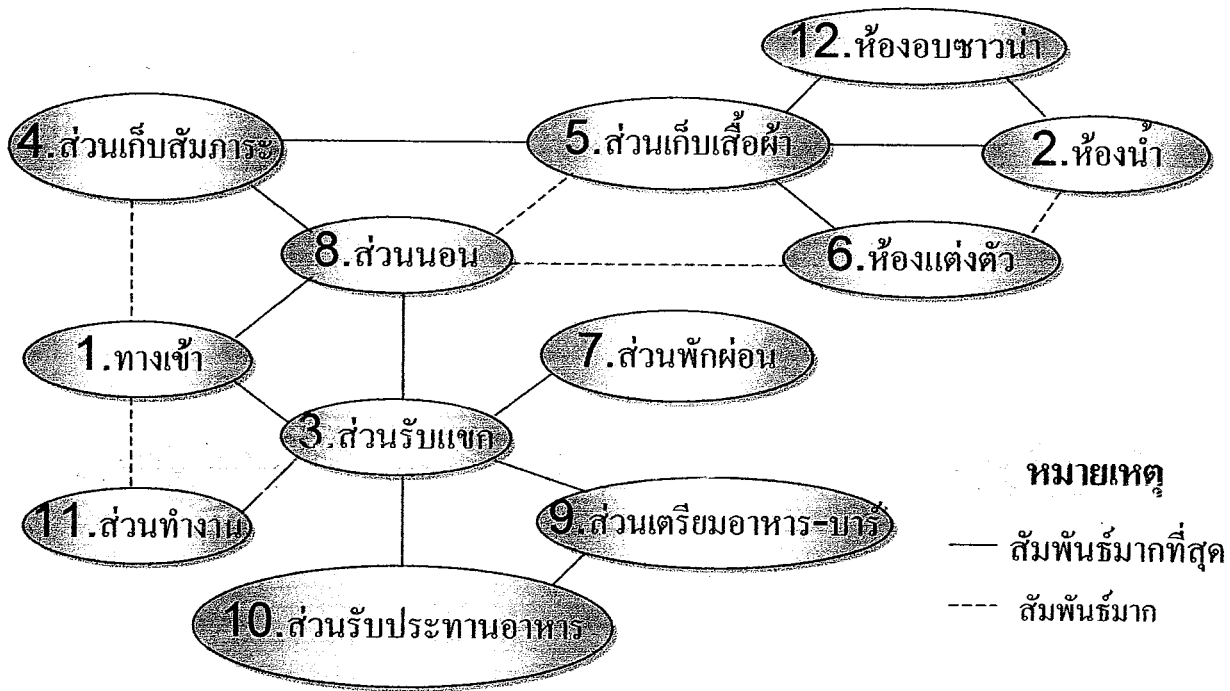 12.ห้องอบซาวน่า
4.ส่วนเก็บสัมภาระ
5.ส่วนเก็บเสื้อผ้า
2.ห้องน้ำ
8.ส่วนนอน
6.ห้องแต่งตัว
1.ทางเข้า
7.ส่วนพักผ่อน
3.ส่วนรับแขก
หมายเหตุ
11.ส่วนทำงาน
9.ส่วนเตรียมอาหาร-บาร์
สัมพันธ์มากที่สุด
สัมพันธ์มาก
10.ส่วนรับประทานอาหาร